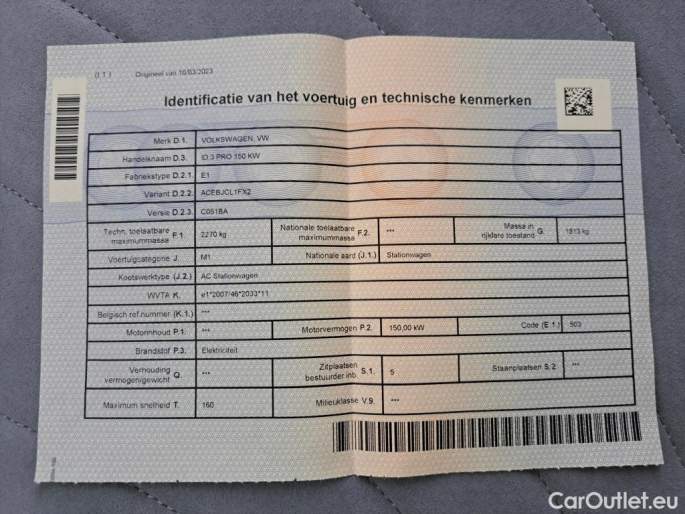 (I.1.) Origineel van 16/03/2023
Identificatie van het voertuig en technische kenmerken
Merk D.1. VOLKSWAGEN, VW
Handelsnaam D.3. ID.3 PRO 150 KW
Fabriekstype D.2.1. E1
Variant D.2.2. ACEBJCL1FX2
Versie D.2.3. C051BA
Techn. toelaatbare maximummassa F.1. 2270 kg Nationale toelaatbare maximummassa F.2. *** Massa in rijklare toestand G. 1813 kg
Voertuigcategorie J. M1 Nationale aard (J.1.) Stationwagen
Koetswerktype (J.2.) AC Stationwagen
WVTA K. e1*2007/46*2033*11
Belgisch ref.nummer (K.1.) ***
Motorinhoud P.1. *** Motorvermogen P.2. 150,00 kW Code (E.1.) 503
Brandstof P.3. Elektriciteit
Verhouding vermogen/gewicht Q. *** Zitplaatsen bestuurder inb. S.1. 5 Staanplaatsen S.2. ***
Maximum snelheid T. 160 Milieuklasse V.9. ***
CarOutlet.eu